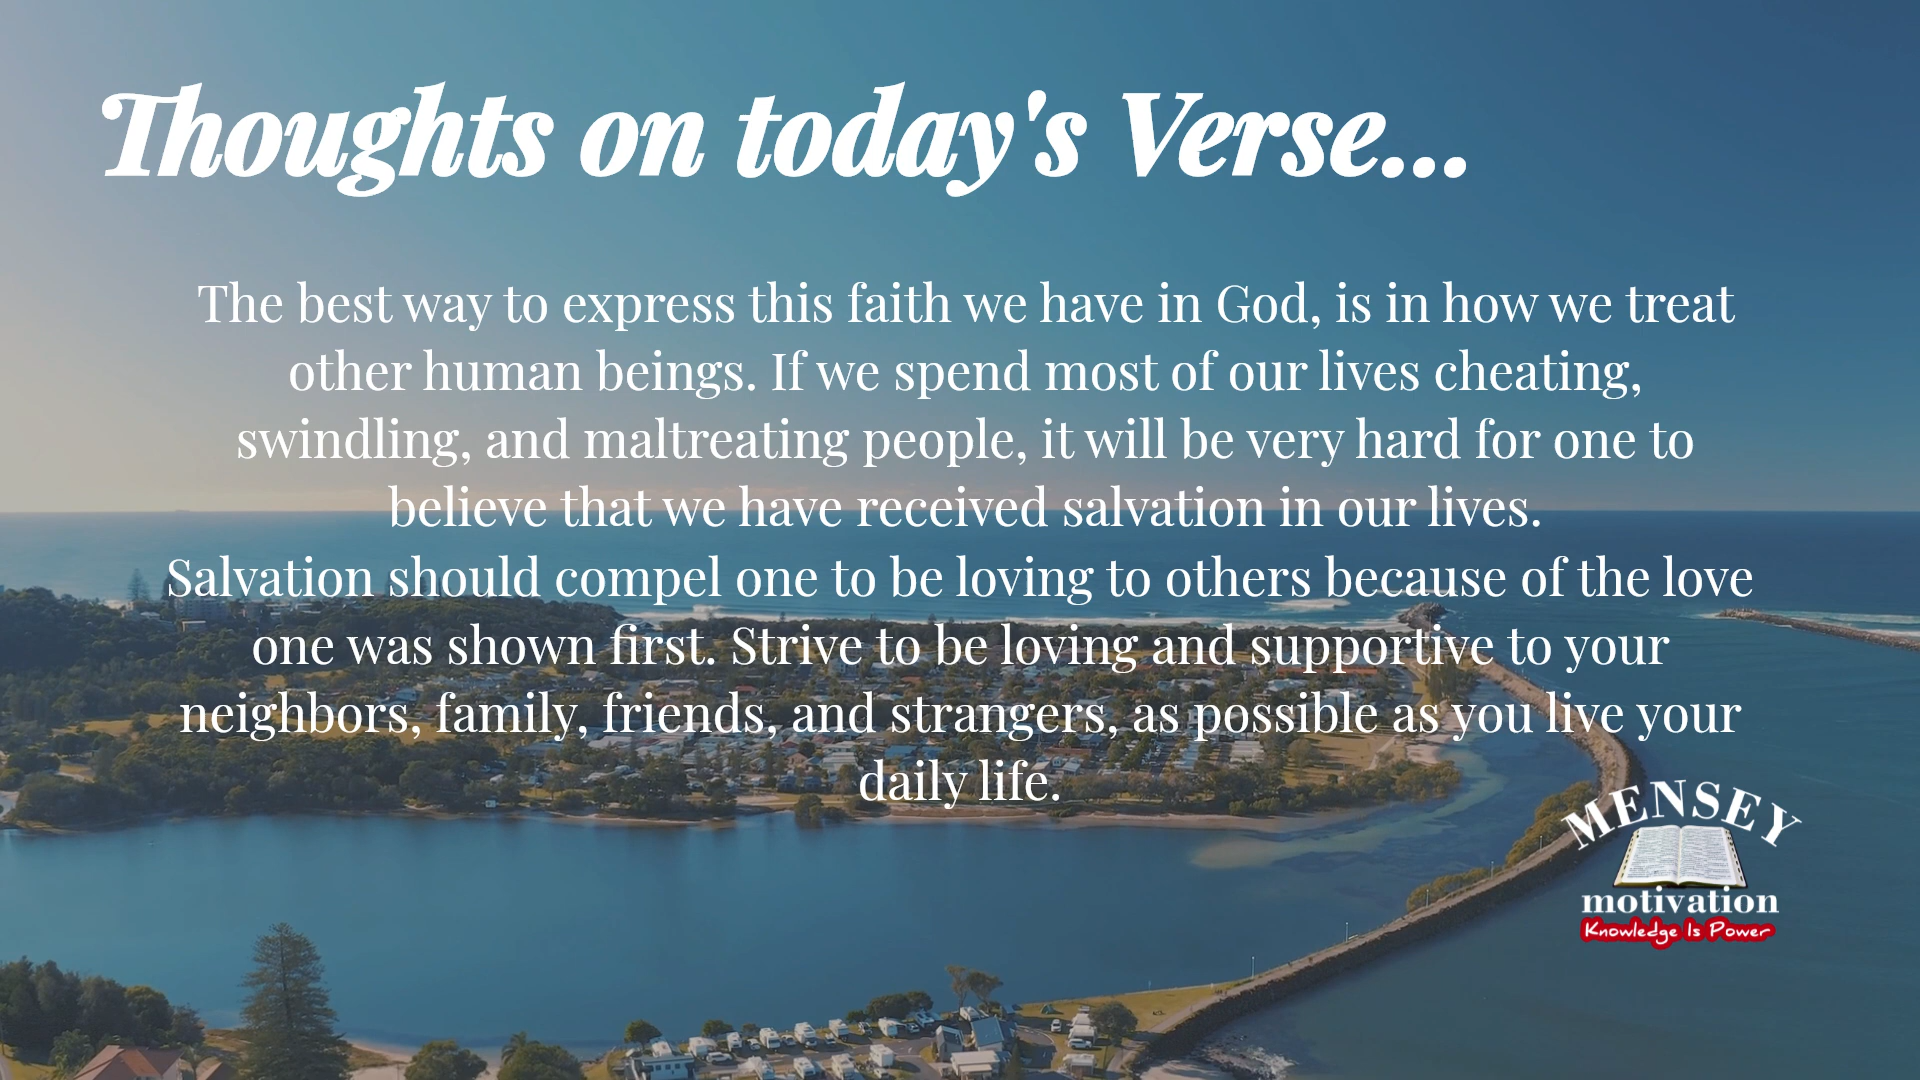 Thoughts on today's Verse...
The best way to express this faith we have in God, is in how we treat
other human beings. If we spend most of our lives cheating,
swindling, and maltreating people, it will be very hard for one to
believe that we have received salvation in our lives.
Salvation should compel one to be loving to others because of the love
one was shown first. Strive to be loving and supportive to your
neighbors, family, friends, and strangers, as possible as you live your
daily life.
MENSEY
motivation
Knowledge Is Power